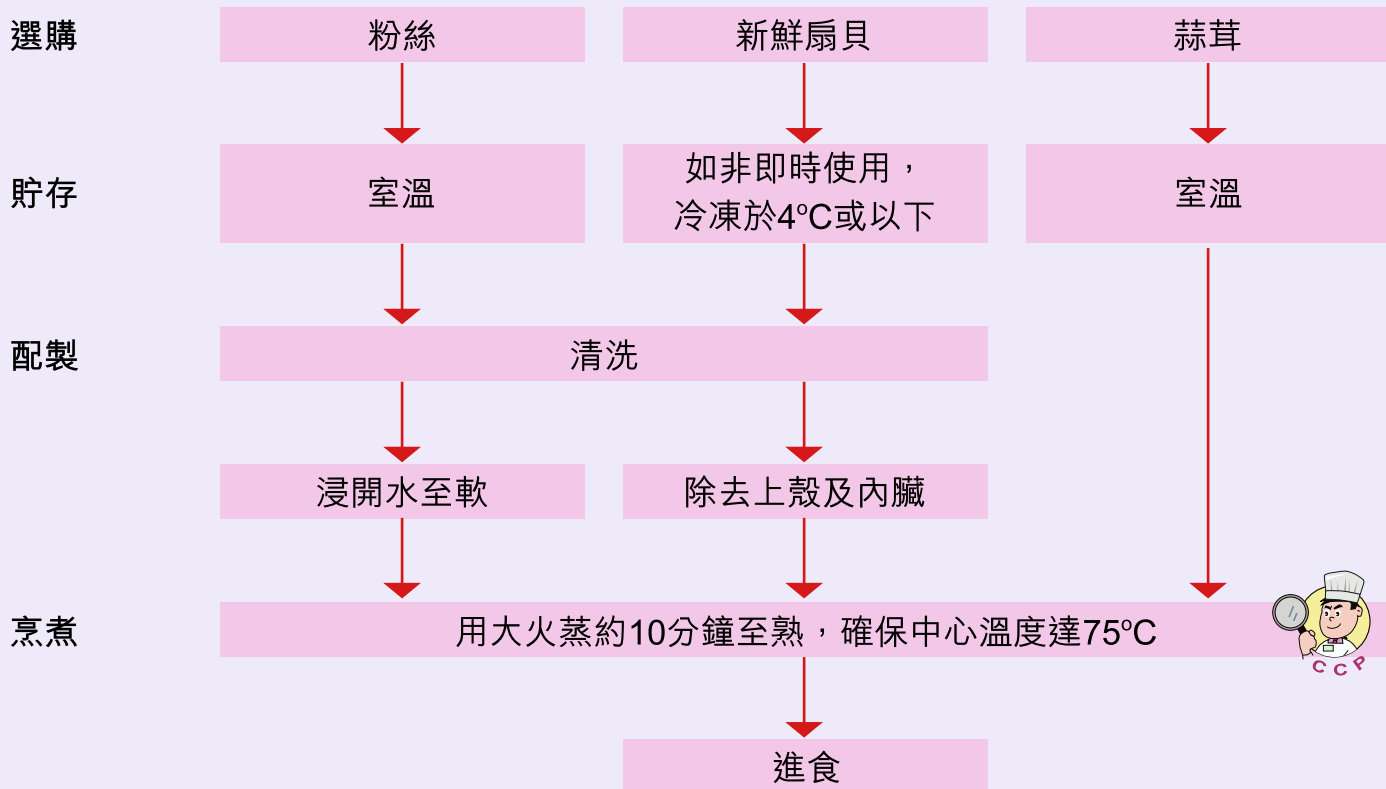 選購
粉絲
新鮮扇貝
蒜茸
貯存
室溫
如非即時使用，
冷凍於4ºC或以下
室溫
配製
清洗
浸開水至軟
除去上殼及內臟
烹煮
用大火蒸約10分鐘至熟，確保中心溫度達75ºC
CCP
進食